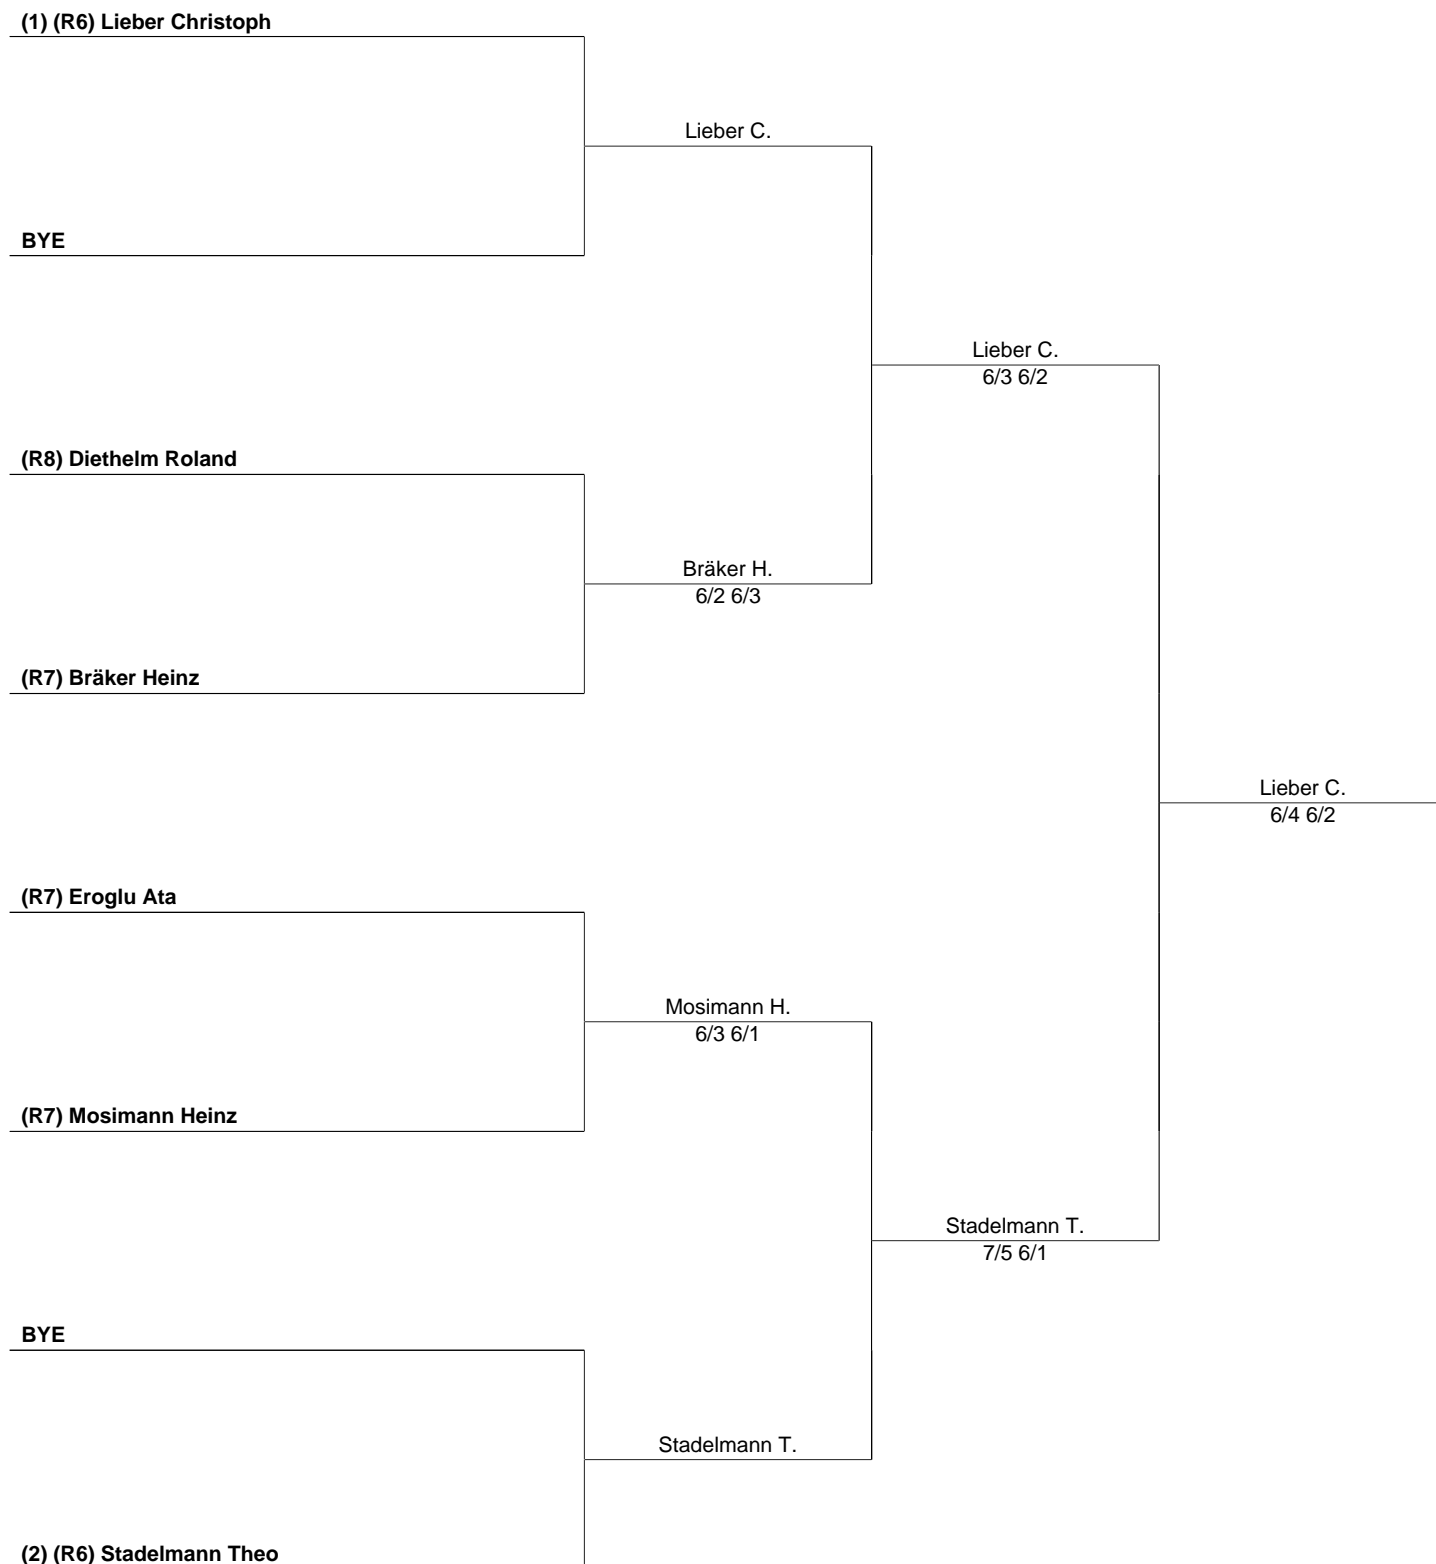 (1) (R6) Lieber Christoph
Lieber C.
BYE
Lieber C.
6/3 6/2
(R8) Diethelm Roland
Bräker H.
6/2 6/3
(R7) Bräker Heinz
Lieber C.
6/4 6/2
(R7) Eroglu Ata
Mosimann H.
6/3 6/1
(R7) Mosimann Heinz
Stadelmann T.
7/5 6/1
BYE
Stadelmann T.
(2) (R6) Stadelmann Theo